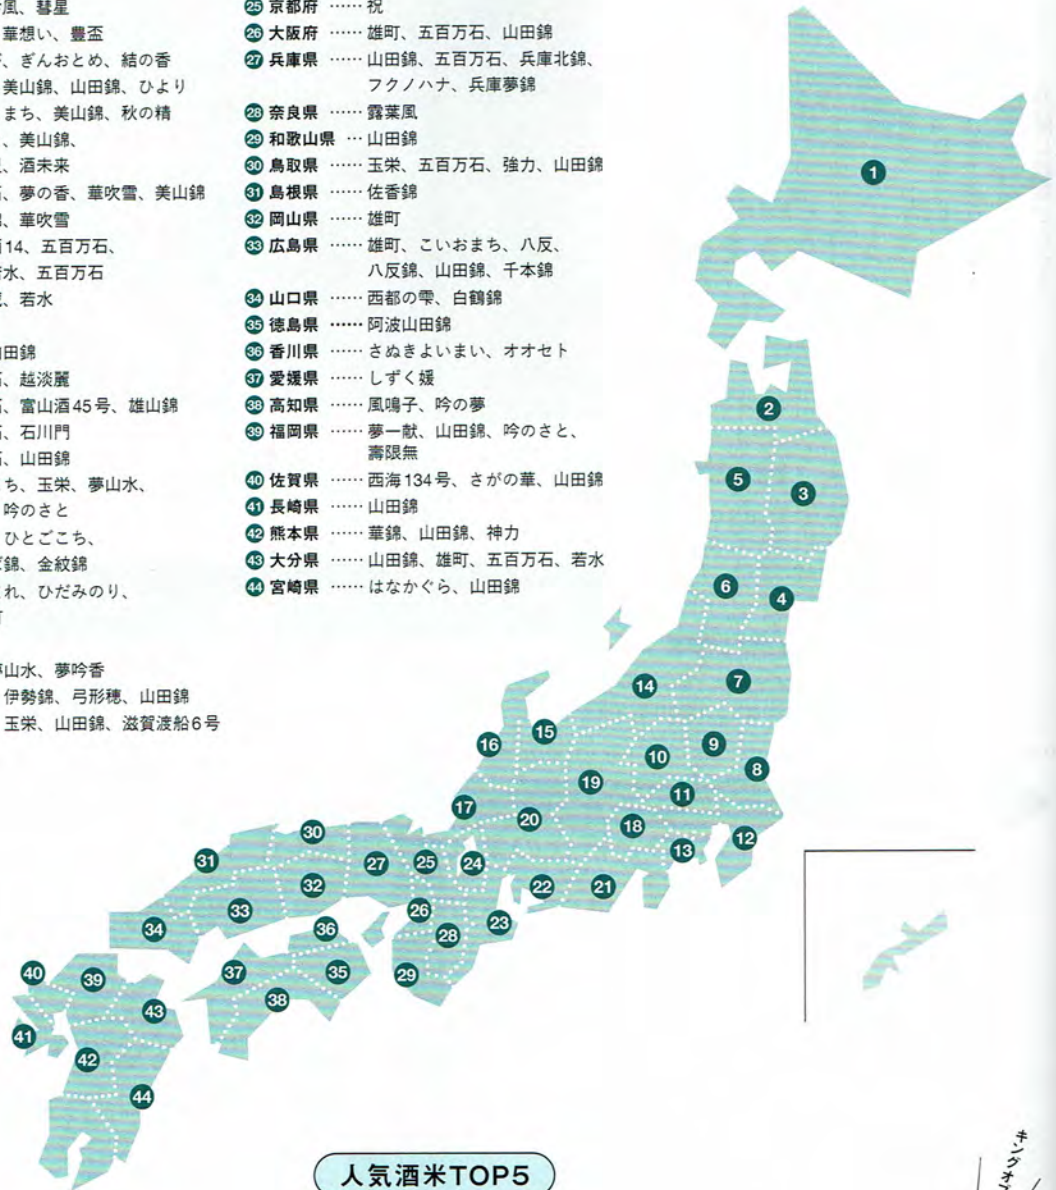 風、彗星
華想い、豊盃
、ぎんおとめ、結の香
美山錦、山田錦、ひより
まち、美山錦、秋の精
、美山錦、
、酒未来
、夢の香、華吹雪、美山錦
、華吹雪
14、五百万石、
水、五百万石
、若水
田錦
、越淡麗
、富山酒45号、雄山錦
、石川門
、山田錦
ち、玉栄、夢山水、
吟のさと
ひとごこち、
錦、金紋錦
れ、ひだみのり、
山水、夢吟香
伊勢錦、弓形穂、山田錦
玉栄、山田錦、滋賀渡船6号
25 京都府 …… 祝
26 大阪府 …… 雄町、五百万石、山田錦
27 兵庫県 …… 山田錦、五百万石、兵庫北錦、
フクノハナ、兵庫夢錦
28 奈良県 …… 露葉風
29 和歌山県 … 山田錦
30 鳥取県 …… 玉栄、五百万石、強力、山田錦
31 島根県 …… 佐香錦
32 岡山県 …… 雄町
33 広島県 …… 雄町、こいおまち、八反、
八反錦、山田錦、千本錦
34 山口県 …… 西都の雫、白鶴錦
35 徳島県 …… 阿波山田錦
36 香川県 …… さぬきよいまい、オオセト
37 愛媛県 …… しずく媛
38 高知県 …… 風鳴子、吟の夢
39 福岡県 …… 夢一献、山田錦、吟のさと、
壽限無
40 佐賀県 …… 西海134号、さがの華、山田錦
41 長崎県 …… 山田錦
42 熊本県 …… 華錦、山田錦、神力
43 大分県 …… 山田錦、雄町、五百万石、若水
44 宮崎県 …… はなかぐら、山田錦
1
2
5
3
6
4
14
7
15
16
9
10
8
19
11
17
20
18
12
13
30
31
27
25
24
32
22
21
33
26
23
34
36
28
40
39
37
35
29
38
43
41
42
44
人気酒米TOP5
キングオ